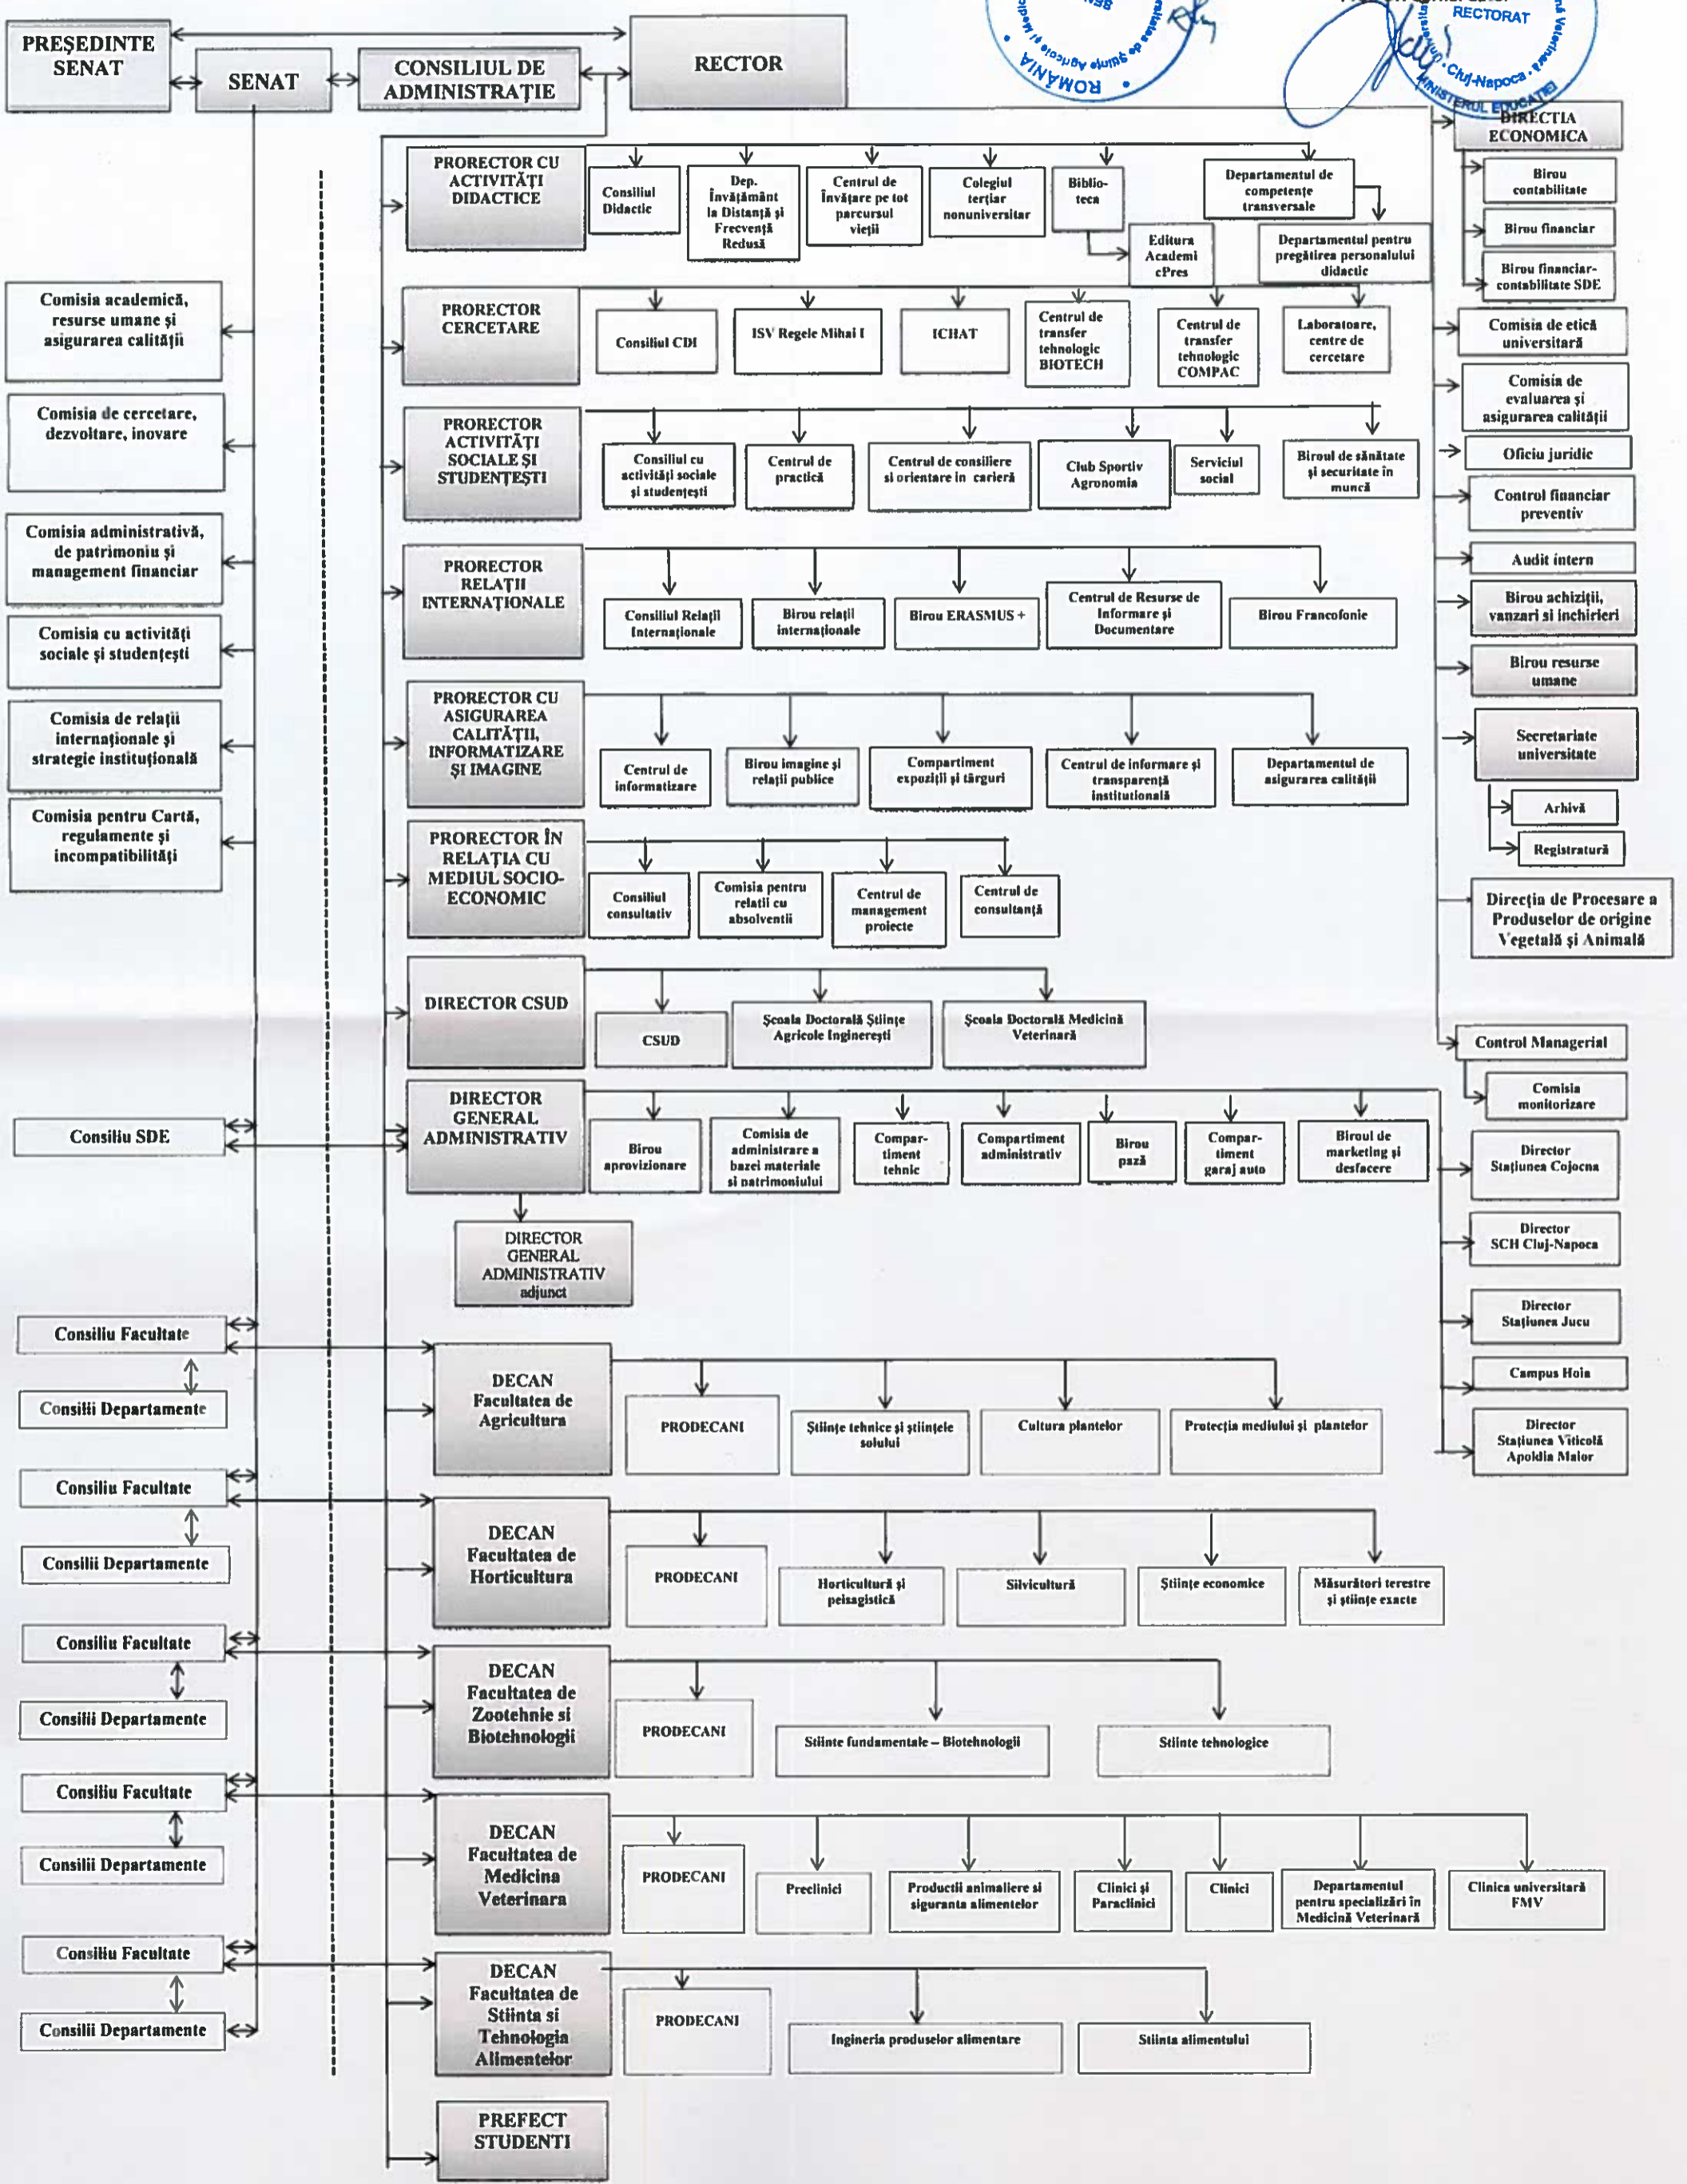 PREŞEDINTE
SENAT
SENAT
CONSILIUL DE
ADMINISTRAŢIE
RECTOR
ROMÂNIA
RECTORAT
Cluj-Napoca
MINISTERUL EDUCAŢIEI
DIRECTIA
ECONOMICA
Birou
contabilitate
Birou financiar
Birou financiar-
contabilitate SDE
PRORECTOR CU
ACTIVITĂŢI
DIDACTICE
Consiliul
Didactic
Dep.
Învăţământ
la Distanţă şi
Frecvenţă
Redusă
Centrul de
Învăţare pe tot
parcursul
vieţii
Colegiul
terţiar
nonuniversitar
Biblio-
teca
Editura
Academi
cPres
Departamentul de
competenţe
transversale
Departamentul pentru
pregătirea personalului
didactic
Comisia academică,
resurse umane şi
asigurarea calităţii
Comisia de cercetare,
dezvoltare, inovare
Comisia administrativă,
de patrimoniu şi
management financiar
Comisia cu activităţi
sociale şi studenţeşti
Comisia de relaţii
internaţionale şi
strategie instituţională
Comisia pentru Cartă,
regulamente şi
incompatibilităţi
PRORECTOR
CERCETARE
Consiliul CDI
ISV Regele Mihai I
ICHAT
Centrul de
transfer
tehnologic
BIOTECH
Centrul de
transfer
tehnologic
COMPAC
Laboratoare,
centre de
cercetare
Comisia de etică
universitară
Comisia de
evaluarea şi
asigurarea calităţii
Oficiu juridic
Control financiar
preventiv
Audit intern
Birou achiziţii,
vanzari si inchirieri
Birou resurse
umane
Secretariate
universitate
Arhivă
Registratură
Direcţia de Procesare a
Produselor de origine
Vegetală şi Animală
Control Managerial
Comisia
monitorizare
PRORECTOR
ACTIVITĂŢI
SOCIALE ŞI
STUDENŢEŞTI
Consiliul cu
activităţi sociale
şi studenţeşti
Centrul de
practică
Centrul de consiliere
si orientare in carieră
Club Sportiv
Agronomia
Serviciul
social
Biroul de sănătate
şi securitate în
muncă
PRORECTOR
RELAŢII
INTERNAŢIONALE
Consiliul Relaţii
Internaţionale
Birou relaţii
internaţionale
Birou ERASMUS +
Centrul de Resurse de
Informare şi
Documentare
Birou Francofonie
PRORECTOR CU
ASIGURAREA
CALITĂŢII,
INFORMATIZARE
ŞI IMAGINE
Centrul de
informatizare
Birou imagine şi
relaţii publice
Compartiment
expoziţii şi târguri
Centrul de informare şi
transparenţă
institutională
Departamentul de
asigurarea calităţii
PRORECTOR ÎN
RELAŢIA CU
MEDIUL SOCIO-
ECONOMIC
Consiliul
consultativ
Comisia pentru
relatii cu
absolventii
Centrul de
management
proiecte
Centrul de
consultanţă
DIRECTOR CSUD
CSUD
Şcoala Doctorală Ştiinţe
Agricole Inginereşti
Şcoala Doctorală Medicină
Veterinară
Consiliu SDE
DIRECTOR
GENERAL
ADMINISTRATIV
Birou
aprovizionare
Comisia de
administrare a
bazei materiale
si patrimoniului
Compar-
timent
tehnic
Compartiment
administrativ
Birou
pază
Compar-
timent
garaj auto
Biroul de
marketing şi
desfacere
Director
Staţiunea Cojocna
Director
SCH Cluj-Napoca
Director
Staţiunea Jucu
Campus Hoia
Director
Staţiunea Viticolă
Apoldia Maior
DIRECTOR
GENERAL
ADMINISTRATIV
adjunct
Consiliu Facultate
Consilii Departamente
DECAN
Facultatea de
Agricultura
PRODECANI
Ştiinţe tehnice şi ştiinţele
solului
Cultura plantelor
Protecţia mediului şi plantelor
Consiliu Facultate
Consilii Departamente
DECAN
Facultatea de
Horticultura
PRODECANI
Horticultură şi
peisagistică
Silvicultură
Ştiinţe economice
Măsurători terestre
şi ştiinţe exacte
Consiliu Facultate
Consilii Departamente
DECAN
Facultatea de
Zootehnie si
Biotehnologii
PRODECANI
Stiinte fundamentale – Biotehnologii
Stiinte tehnologice
Consiliu Facultate
Consilii Departamente
DECAN
Facultatea de
Medicina
Veterinara
PRODECANI
Preclinici
Productii animaliere si
siguranta alimentelor
Clinici şi
Paraclinici
Clinici
Departamentul
pentru specializări în
Medicină Veterinară
Clinica universitară
FMV
Consiliu Facultate
Consilii Departamente
DECAN
Facultatea de
Stiinta si
Tehnologia
Alimentelor
PRODECANI
Ingineria produselor alimentare
Stiinta alimentului
PREFECT
STUDENTI